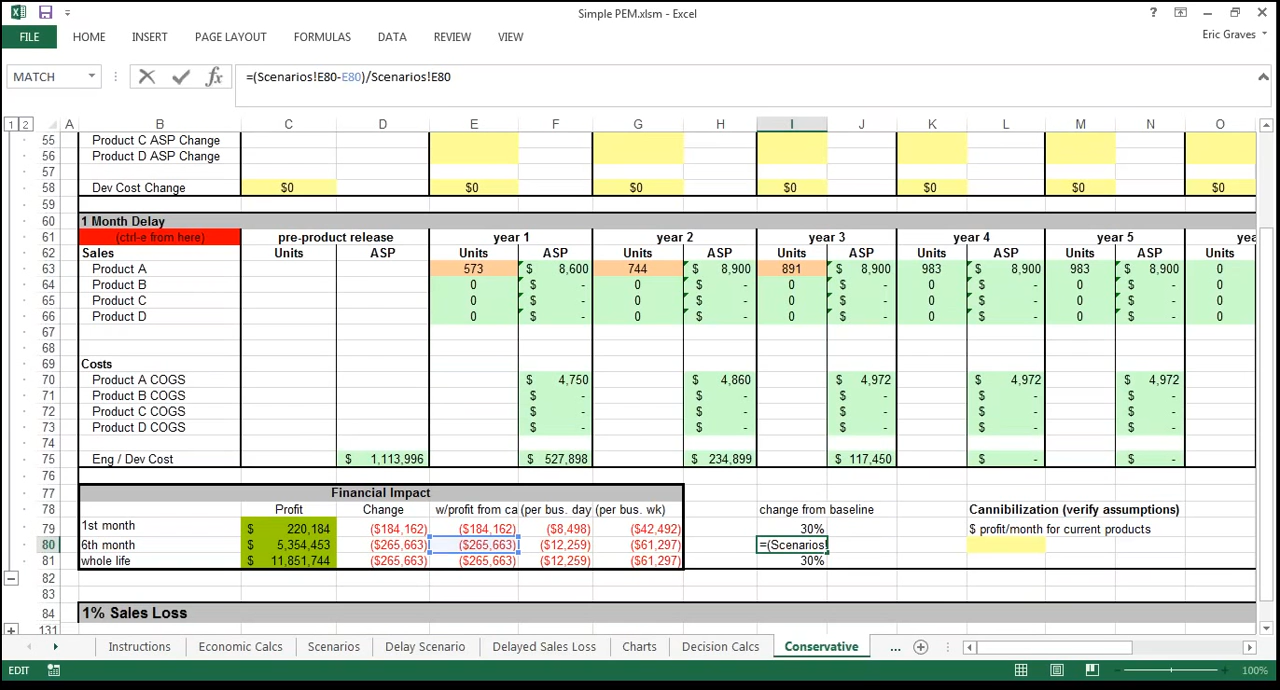 Simple PEM.xlsm - Excel
?
FILE HOME INSERT PAGE LAYOUT FORMULAS DATA REVIEW VIEW Eric Graves
MATCH fx =(Scenarios!E80-E80)/Scenarios!E80
1 2 A B C D E F G H I J K L M N O
55 Product C ASP Change
56 Product D ASP Change
57
58 Dev Cost Change $0 $0 $0 $0 $0 $0 $0
59
60 1 Month Delay
61 (ctrl-e from here) pre-product release year 1 year 2 year 3 year 4 year 5 yea
62 Sales Units ASP Units ASP Units ASP Units ASP Units ASP Units ASP Units
63 Product A 573 $ 8,600 744 $ 8,900 891 $ 8,900 983 $ 8,900 983 $ 8,900 0
64 Product B 0 $ - 0 $ - 0 $ - 0 $ - 0 $ - 0
65 Product C 0 $ - 0 $ - 0 $ - 0 $ - 0 $ - 0
66 Product D 0 $ - 0 $ - 0 $ - 0 $ - 0 $ - 0
67
68
69 Costs
70 Product A COGS $ 4,750 $ 4,860 $ 4,972 $ 4,972 $ 4,972
71 Product B COGS $ - $ - $ - $ - $ -
72 Product C COGS $ - $ - $ - $ - $ -
73 Product D COGS $ - $ - $ - $ - $ -
74
75 Eng / Dev Cost $ 1,113,996 $ 527,898 $ 234,899 $ 117,450 $ - $ -
76
77 Financial Impact
78 Profit Change w/profit from ca (per bus. day (per bus. wk) change from baseline Cannibilization (verify assumptions)
79 1st month $ 220,184 ($184,162) ($184,162) ($8,498) ($42,492) 30% $ profit/month for current products
80 6th month $ 5,354,453 ($265,663) ($265,663) ($12,259) ($61,297) =(Scenarios!
81 whole life $ 11,851,744 ($265,663) ($265,663) ($12,259) ($61,297) 30%
82
83
84 1% Sales Loss
131
Instructions Economic Calcs Scenarios Delay Scenario Delayed Sales Loss Charts Decision Calcs Conservative ...
EDIT 100%